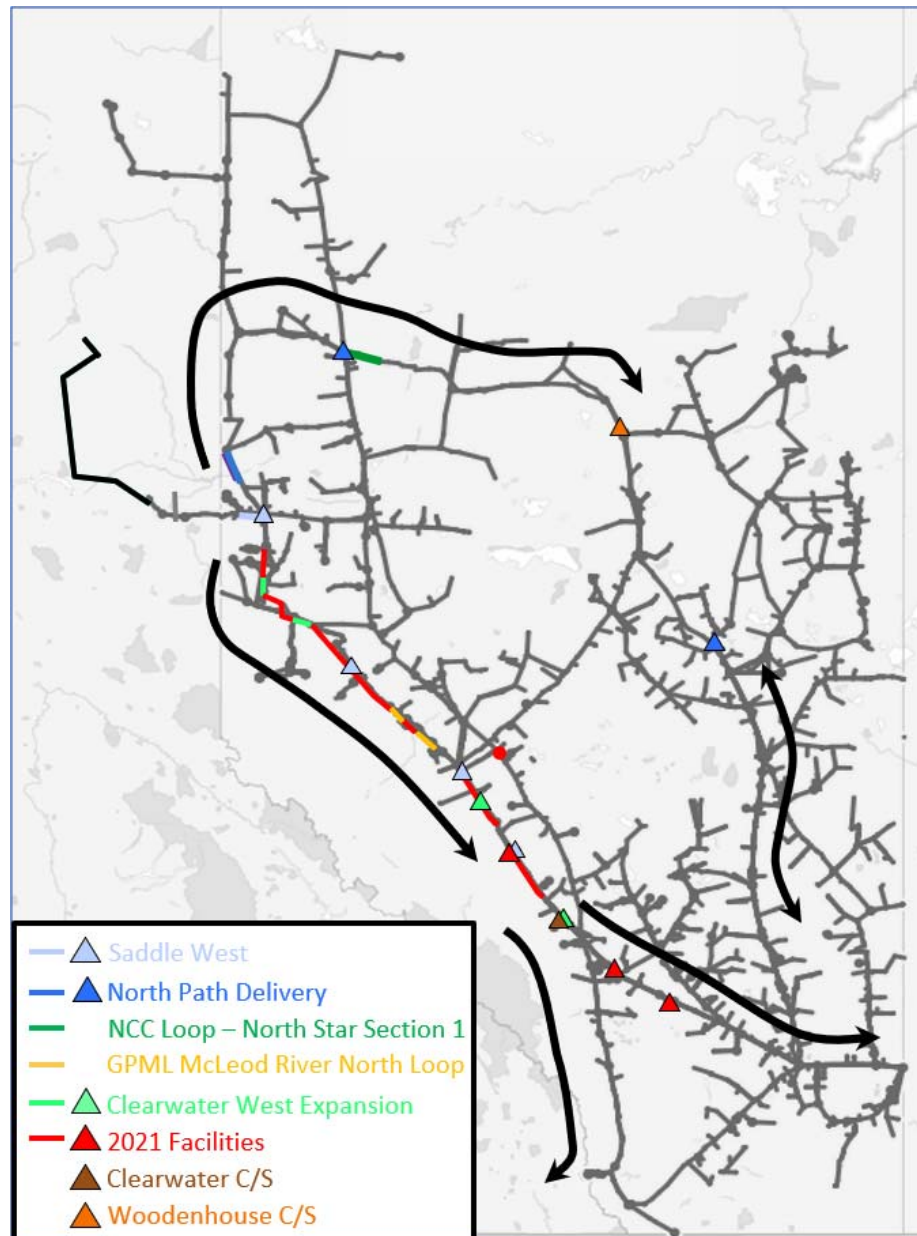 Saddle West
North Path Delivery
NCC Loop – North Star Section 1
GPML McLeod River North Loop
Clearwater West Expansion
2021 Facilities
Clearwater C/S
Woodenhouse C/S